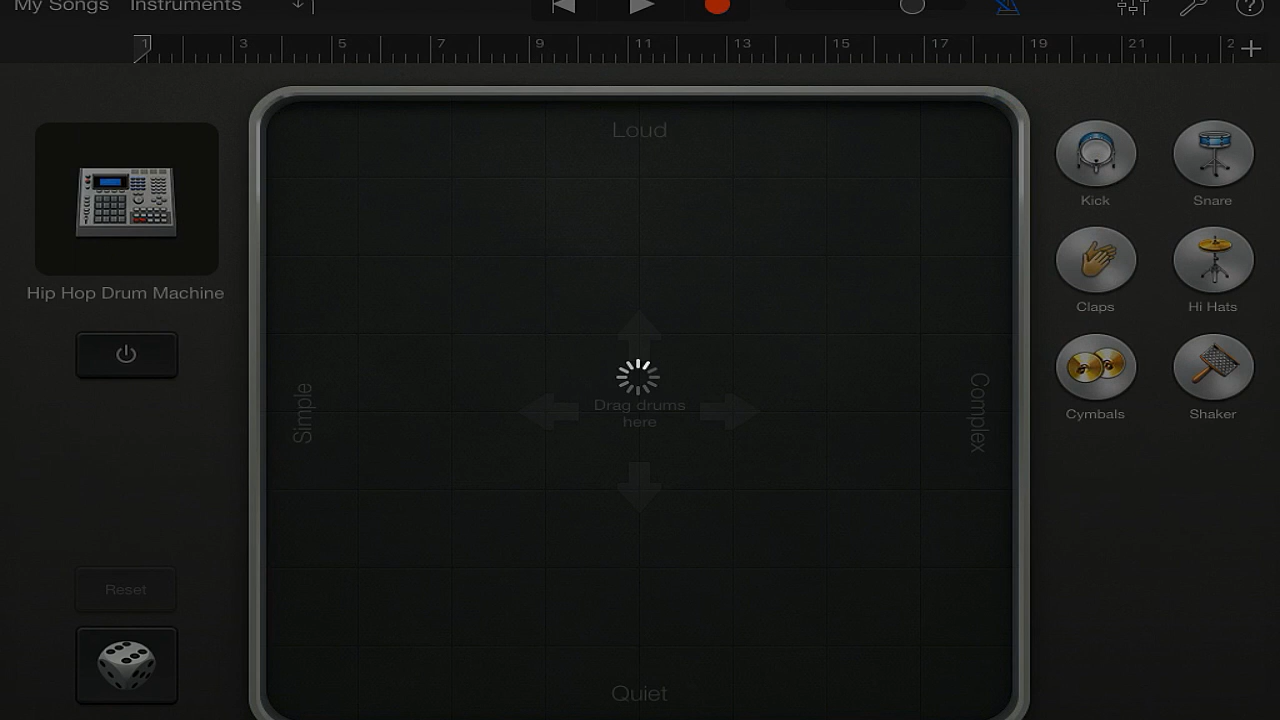 My Songs Instruments
1 3 5 7 9 11 13 15 17 19 21 2
Loud
Kick Snare
Hip Hop Drum Machine
Claps Hi Hats
Simple
Drag drums
here
Complex
Cymbals Shaker
Reset
Quiet